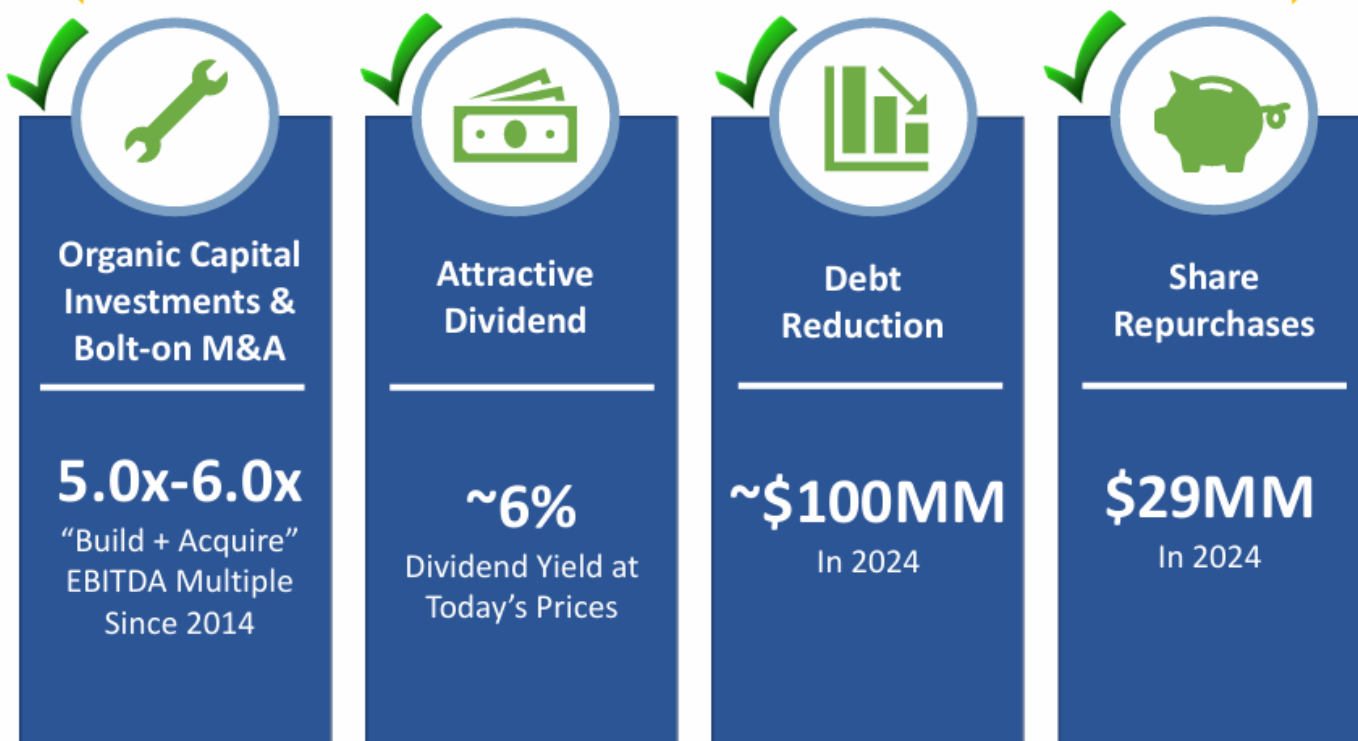 Organic Capital
Investments &
Bolt-on M&A
5.0x-6.0x
“Build + Acquire”
EBITDA Multiple
Since 2014
Attractive
Dividend
~6%
Dividend Yield at
Today’s Prices
Debt
Reduction
~$100MM
In 2024
Share
Repurchases
$29MM
In 2024